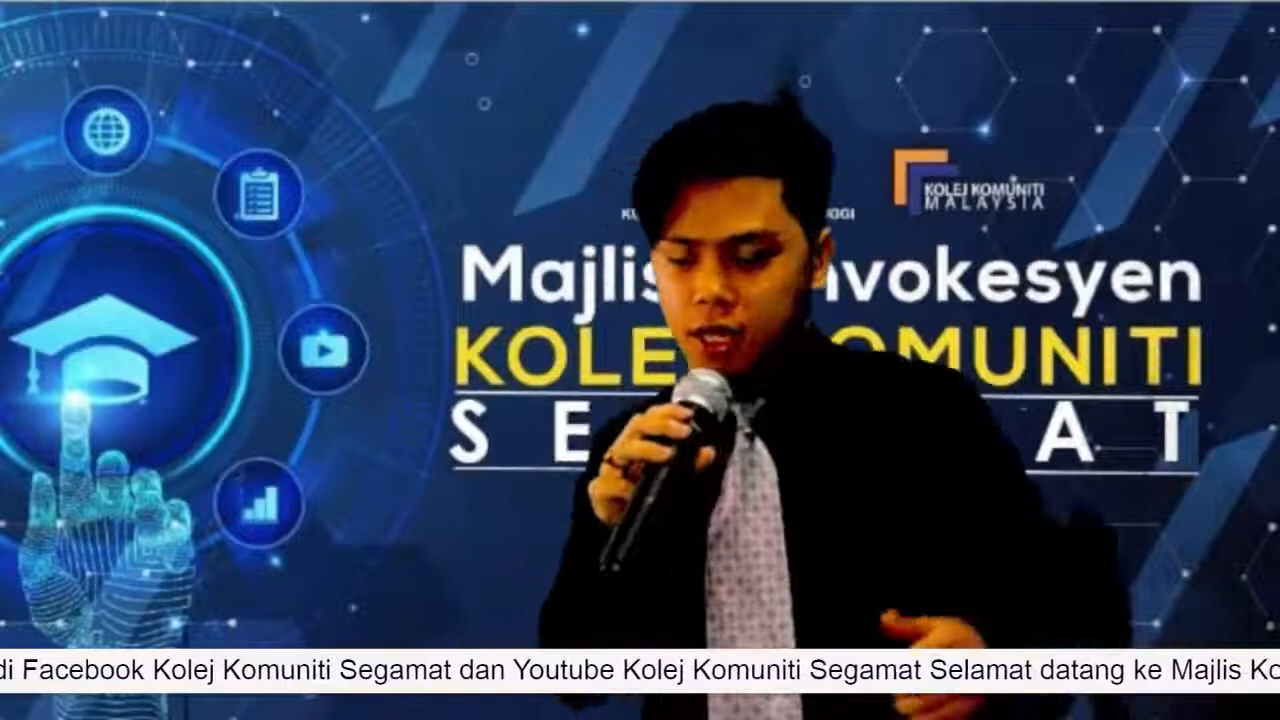 KOLEJ KOMUNITI
MALAYSIA
Majlis nvokesyen
KOLE OMUNITI
SE AT
di Facebook Kolej Komuniti Segamat dan Youtube Kolej Komuniti Segamat Selamat datang ke Majlis Ko